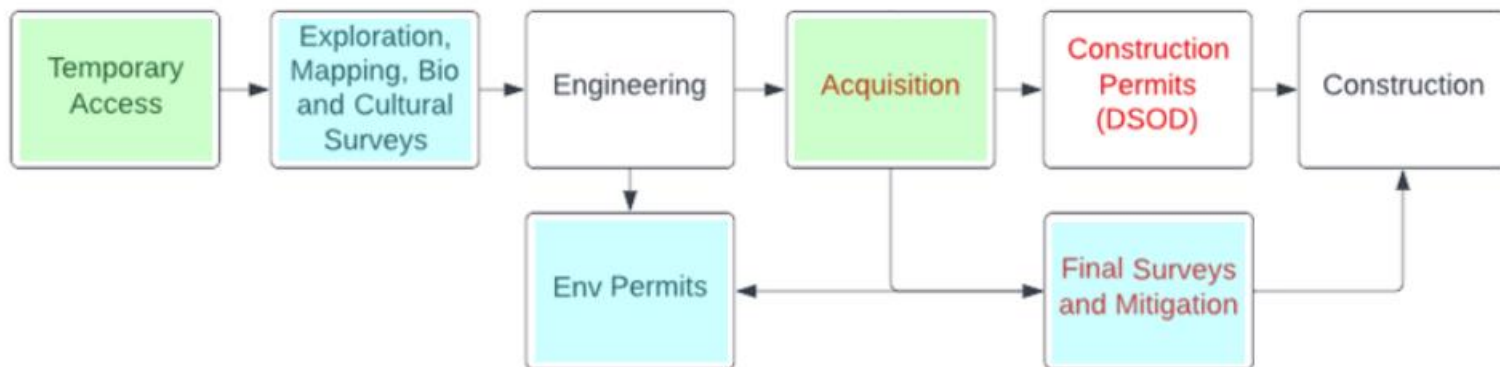 Temporary
Access
Exploration,
Mapping, Bio
and Cultural
Surveys
Engineering
Acquisition
Construction
Permits
(DSOD)
Construction
Env Permits
Final Surveys
and Mitigation